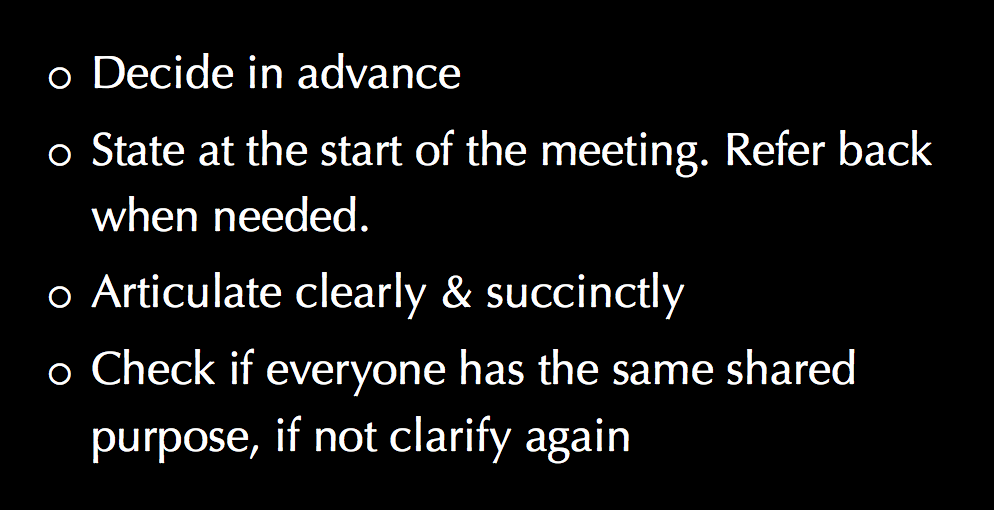 ○ Decide in advance
○ State at the start of the meeting. Refer back
when needed.
○ Articulate clearly & succinctly
○ Check if everyone has the same shared
purpose, if not clarify again